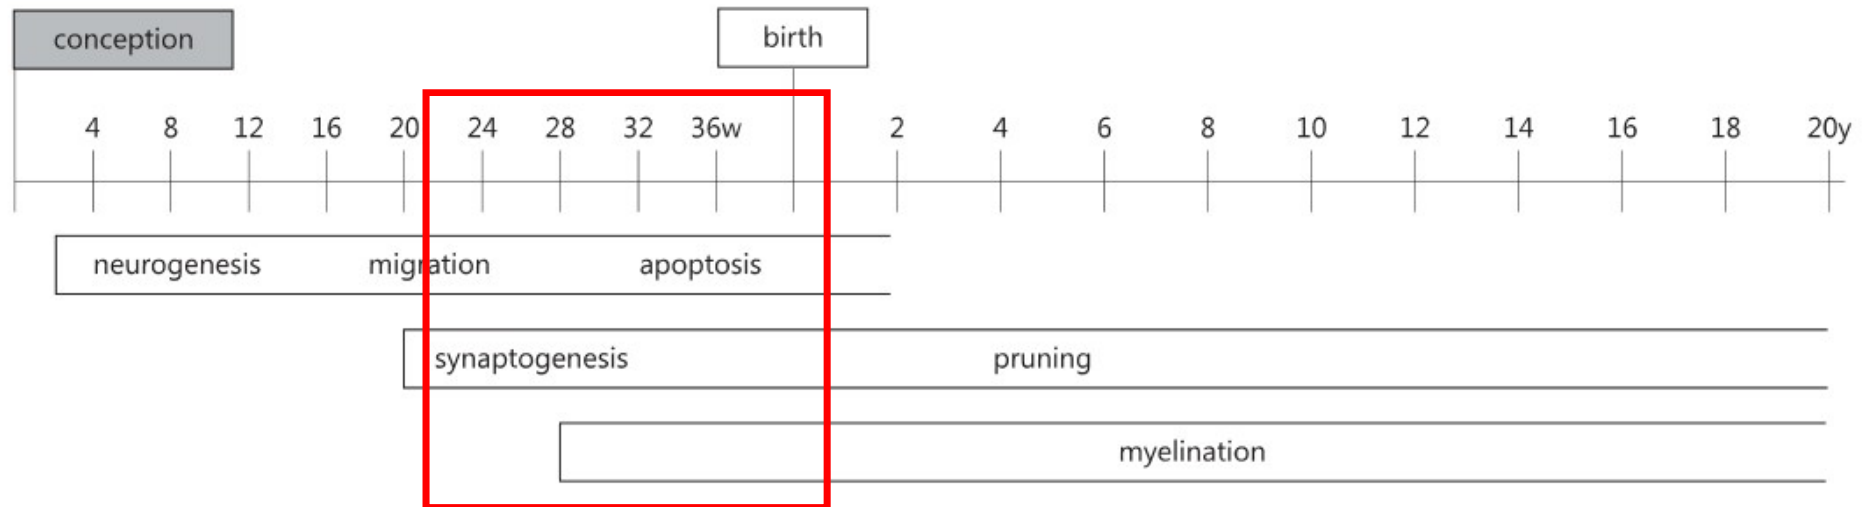 conception birth
4 8 12 16 20 24 28 32 36w 2 4 6 8 10 12 14 16 18 20y
neurogenesis migration apoptosis
synaptogenesis pruning
myelination